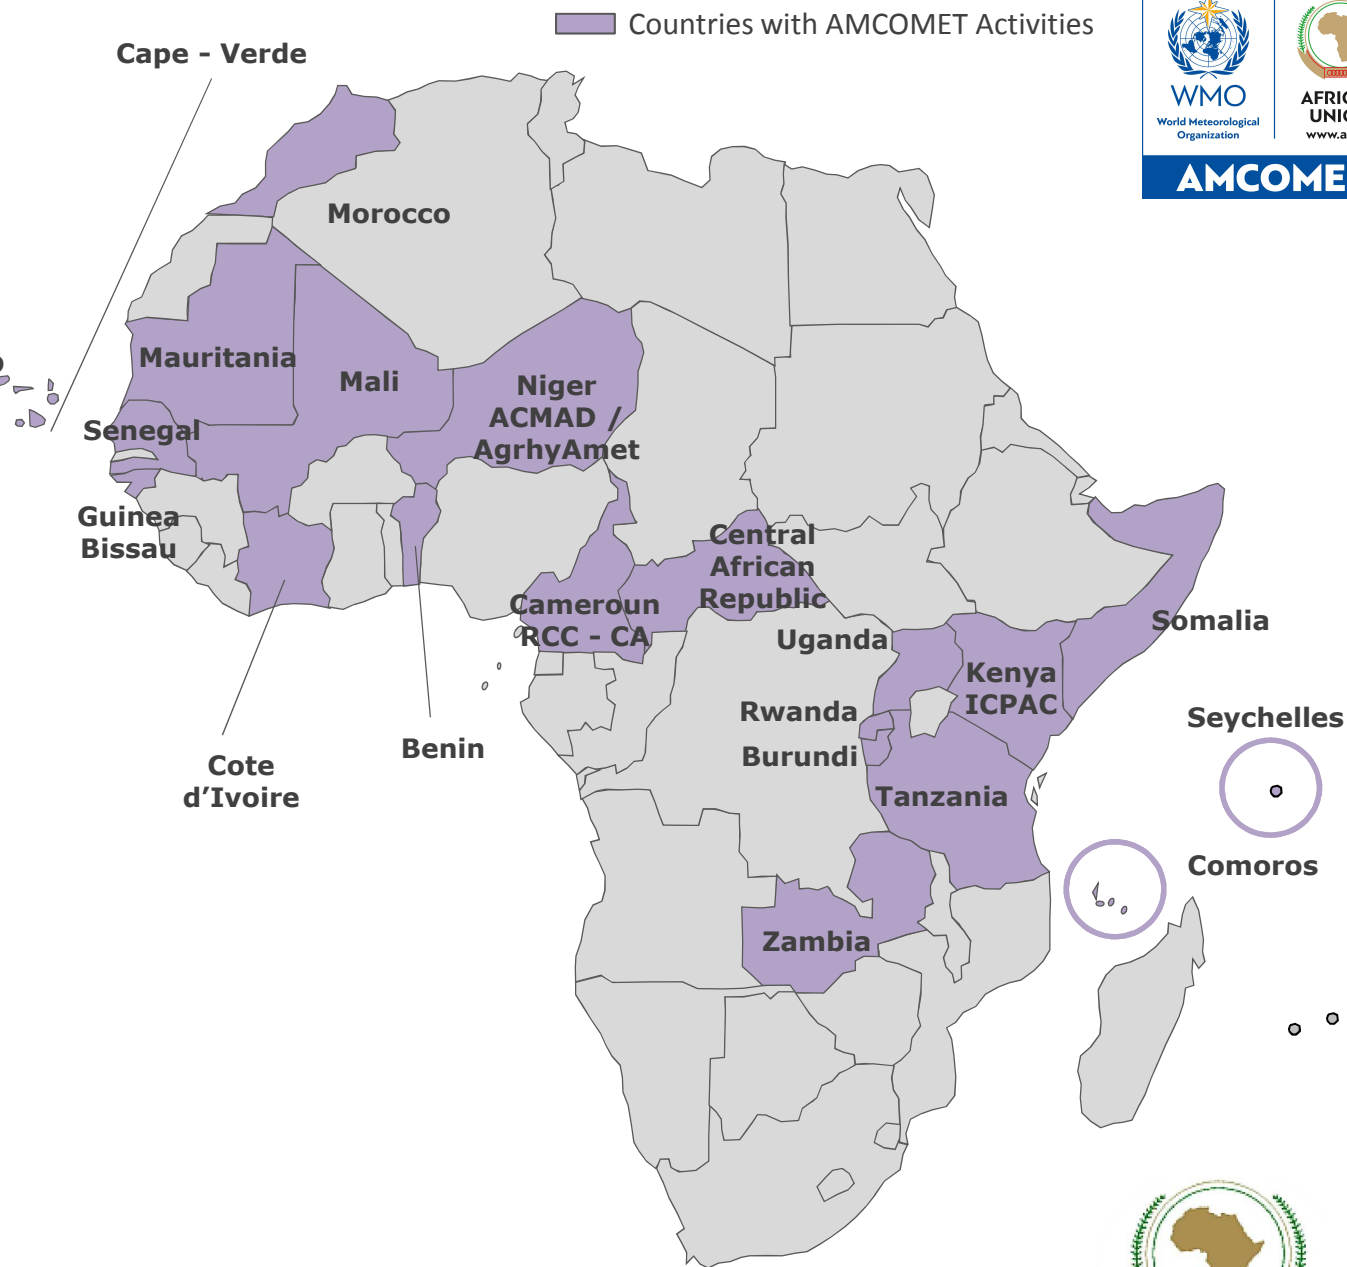 Countries with AMCOMET Activities
Cape - Verde
WMO
World Meteorological
Organization
AMCOME
Morocco
Mauritania
Mali
Niger
ACMAD /
AgrhyAmet
Senegal
Guinea
Bissau
Central
African
Republic
Cameroun
RCC - CA
Uganda
Somalia
Kenya
ICPAC
Rwanda
Burundi
Seychelles
Benin
Cote
d’Ivoire
Tanzania
Comoros
Zambia